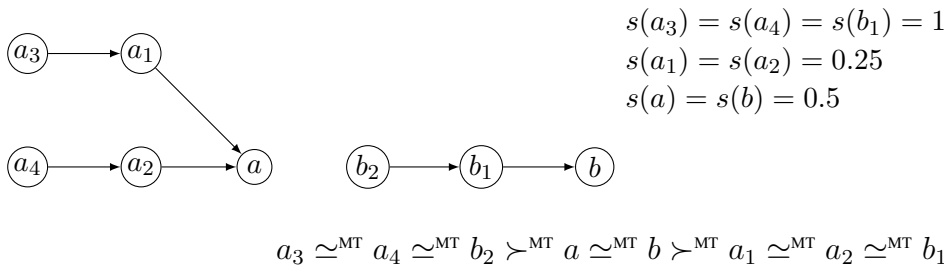 a₃ a₁ s(a₃) = s(a₄) = s(b₁) = 1
s(a₁) = s(a₂) = 0.25
s(a) = s(b) = 0.5
a₄ a₂ a b₂ b₁ b
a₃ ≃ᴹᵀ a₄ ≃ᴹᵀ b₂ ≻ᴹᵀ a ≃ᴹᵀ b ≻ᴹᵀ a₁ ≃ᴹᵀ a₂ ≃ᴹᵀ b₁